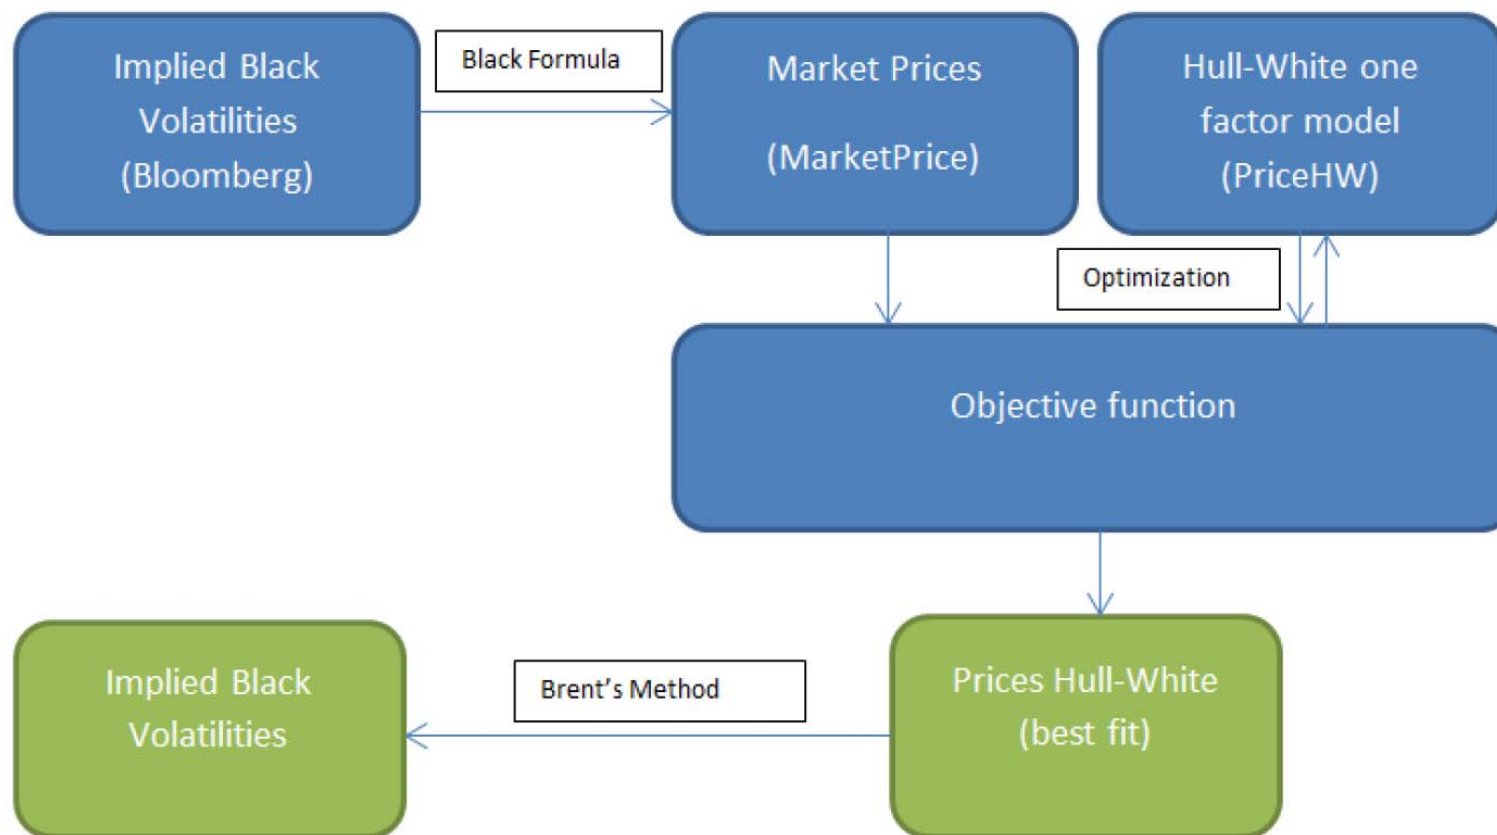 Implied Black
Volatilities
(Bloomberg)
Black Formula
Market Prices
(MarketPrice)
Hull-White one
factor model
(PriceHW)
Optimization
Objective function
Implied Black
Volatilities
Brent’s Method
Prices Hull-White
(best fit)